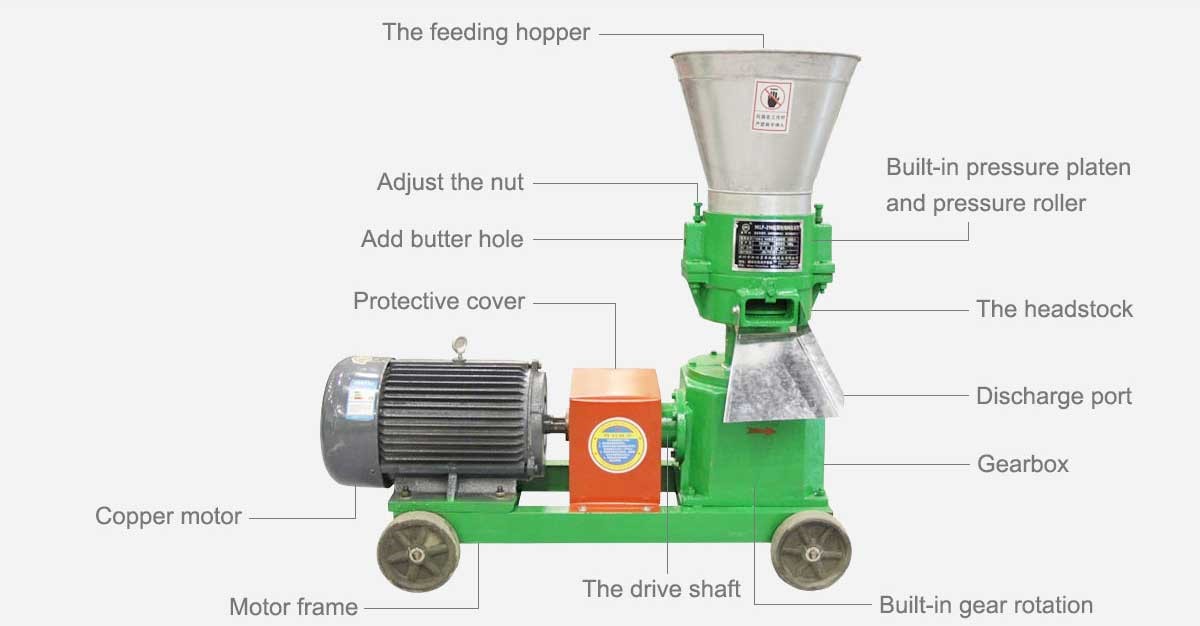 The feeding hopper
Adjust the nut
Built-in pressure platen
and pressure roller
Add butter hole
Protective cover
The headstock
Discharge port
Gearbox
Copper motor
The drive shaft
Motor frame
Built-in gear rotation